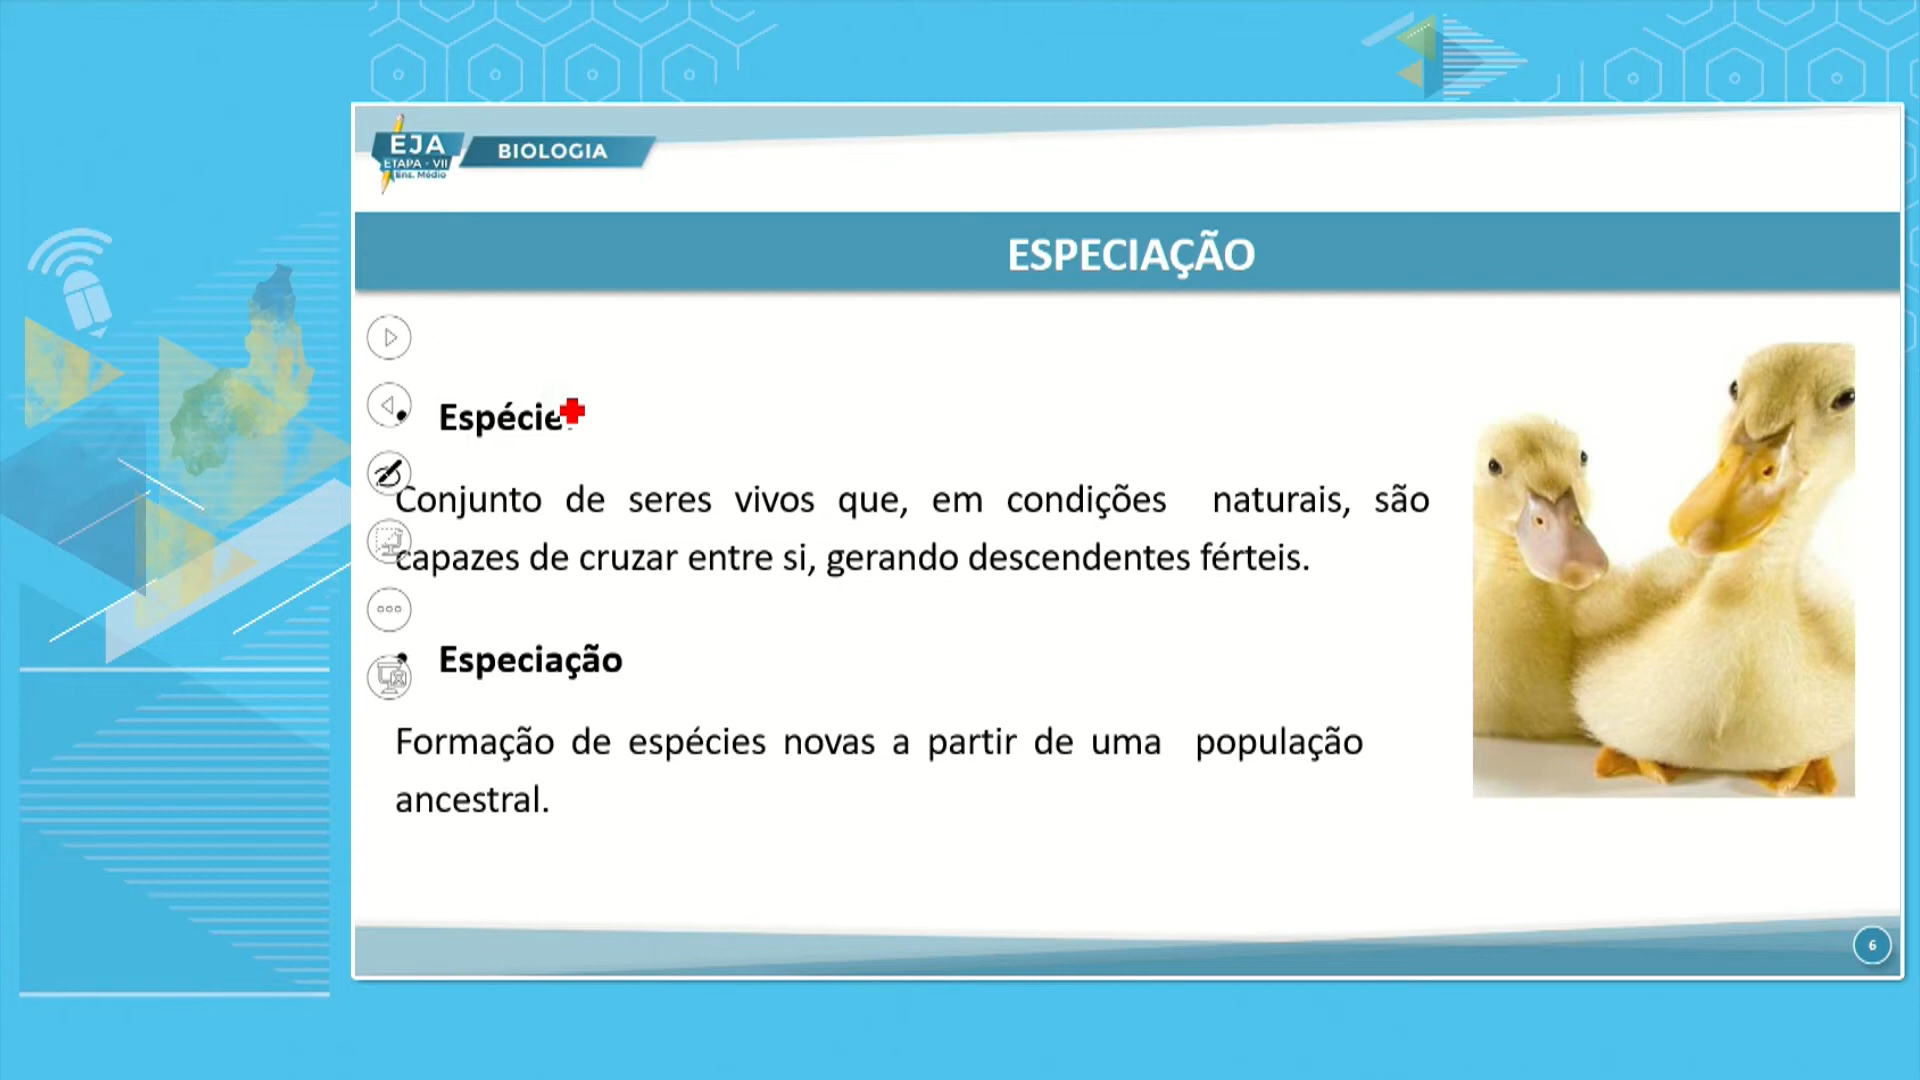 EJA
ETAPA - VII
Ens. Médio
BIOLOGIA
ESPECIAÇÃO
• Espécie
Conjunto de seres vivos que, em condições naturais, são
capazes de cruzar entre si, gerando descendentes férteis.
• Especiação
Formação de espécies novas a partir de uma população
ancestral.
6